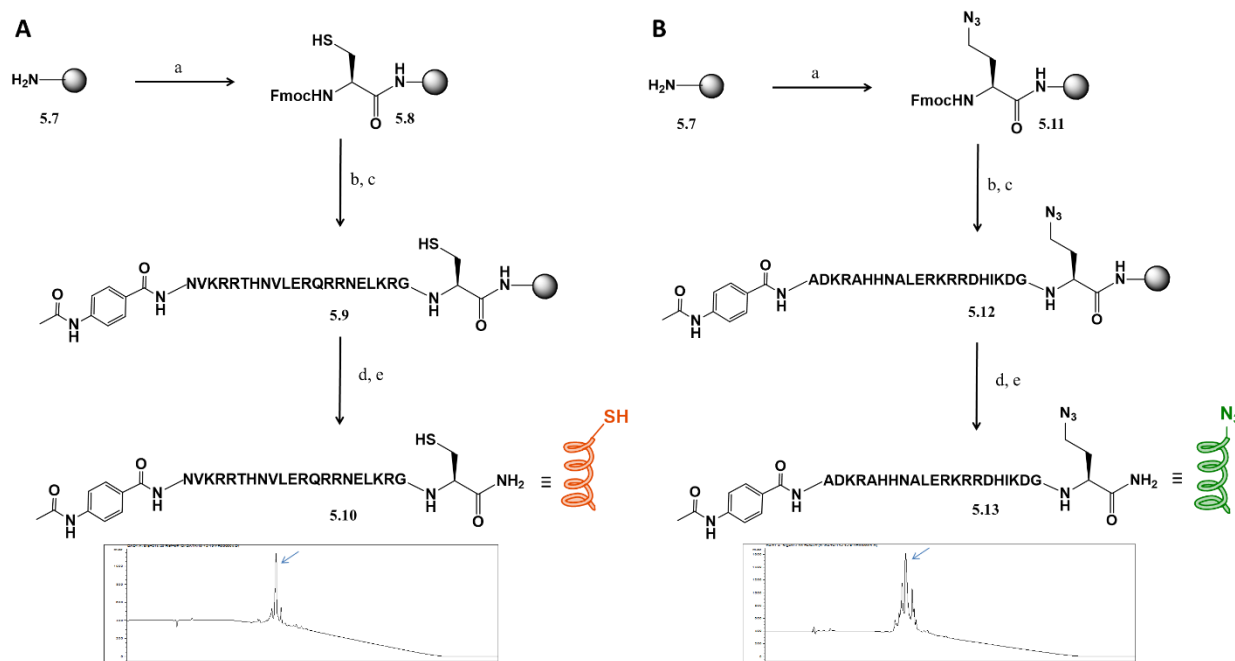 A
H₂N
5.7
a
HS
FmocHN
O
H
N
5.8
b, c
O
N
H
O
N
H
NVKRRTHNVLERQRRNELKRG
5.9
HS
N
H
O
H
N
d, e
O
N
H
O
N
H
NVKRRTHNVLERQRRNELKRG
5.10
HS
N
H
O
NH₂
≡
SH
B
H₂N
5.7
a
N₃
FmocHN
O
H
N
5.11
b, c
O
N
H
O
N
H
ADKRAHHNALERKRRDHIKDG
5.12
N₃
N
H
O
H
N
d, e
O
N
H
O
N
H
ADKRAHHNALERKRRDHIKDG
5.13
N₃
N
H
O
NH₂
≡